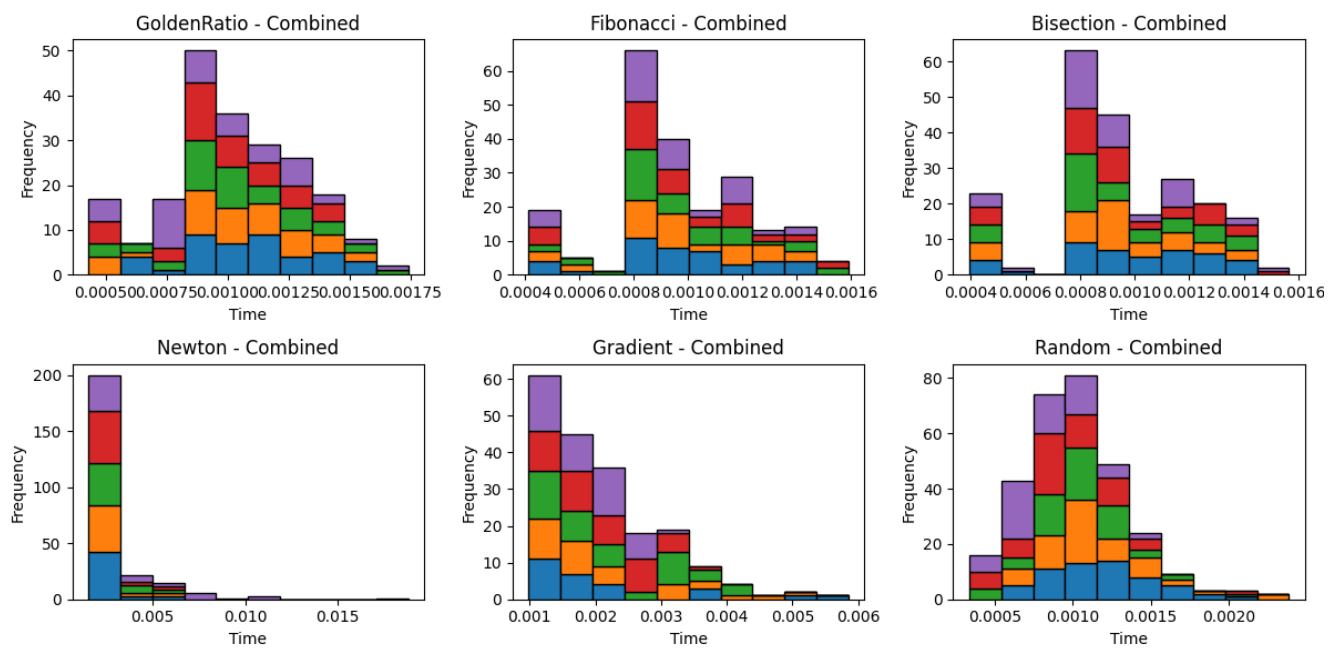 GoldenRatio - Combined
Frequency
50
40
30
20
10
0
0.00050 0.00075 0.00100 0.00125 0.00150 0.00175
Time
Fibonacci - Combined
Frequency
60
50
40
30
20
10
0
0.0004 0.0006 0.0008 0.0010 0.0012 0.0014 0.0016
Time
Bisection - Combined
Frequency
60
50
40
30
20
10
0
0.0004 0.0006 0.0008 0.0010 0.0012 0.0014 0.0016
Time
Newton - Combined
Frequency
200
150
100
50
0
0.005 0.010 0.015
Time
Gradient - Combined
Frequency
60
50
40
30
20
10
0
0.001 0.002 0.003 0.004 0.005 0.006
Time
Random - Combined
Frequency
80
60
40
20
0
0.0005 0.0010 0.0015 0.0020
Time